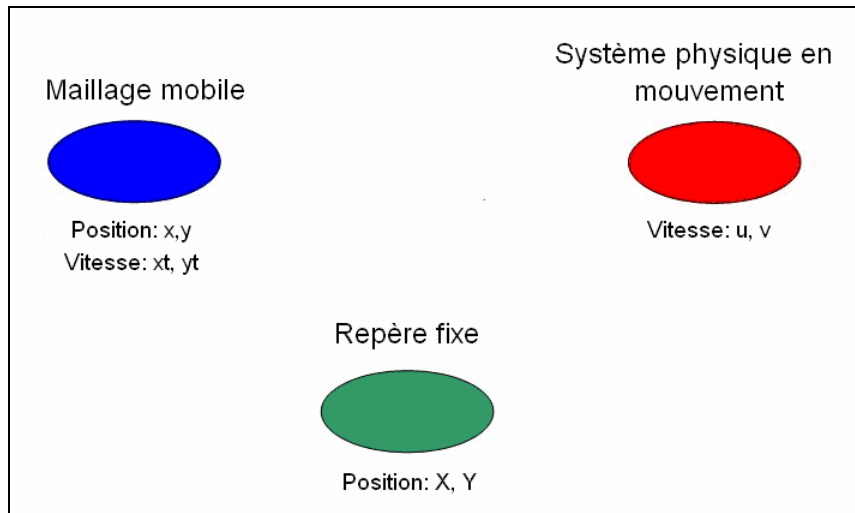 Système physique en
mouvement
Maillage mobile
Position: x,y
Vitesse: xt, yt
Vitesse: u, v
Repère fixe
Position: X, Y